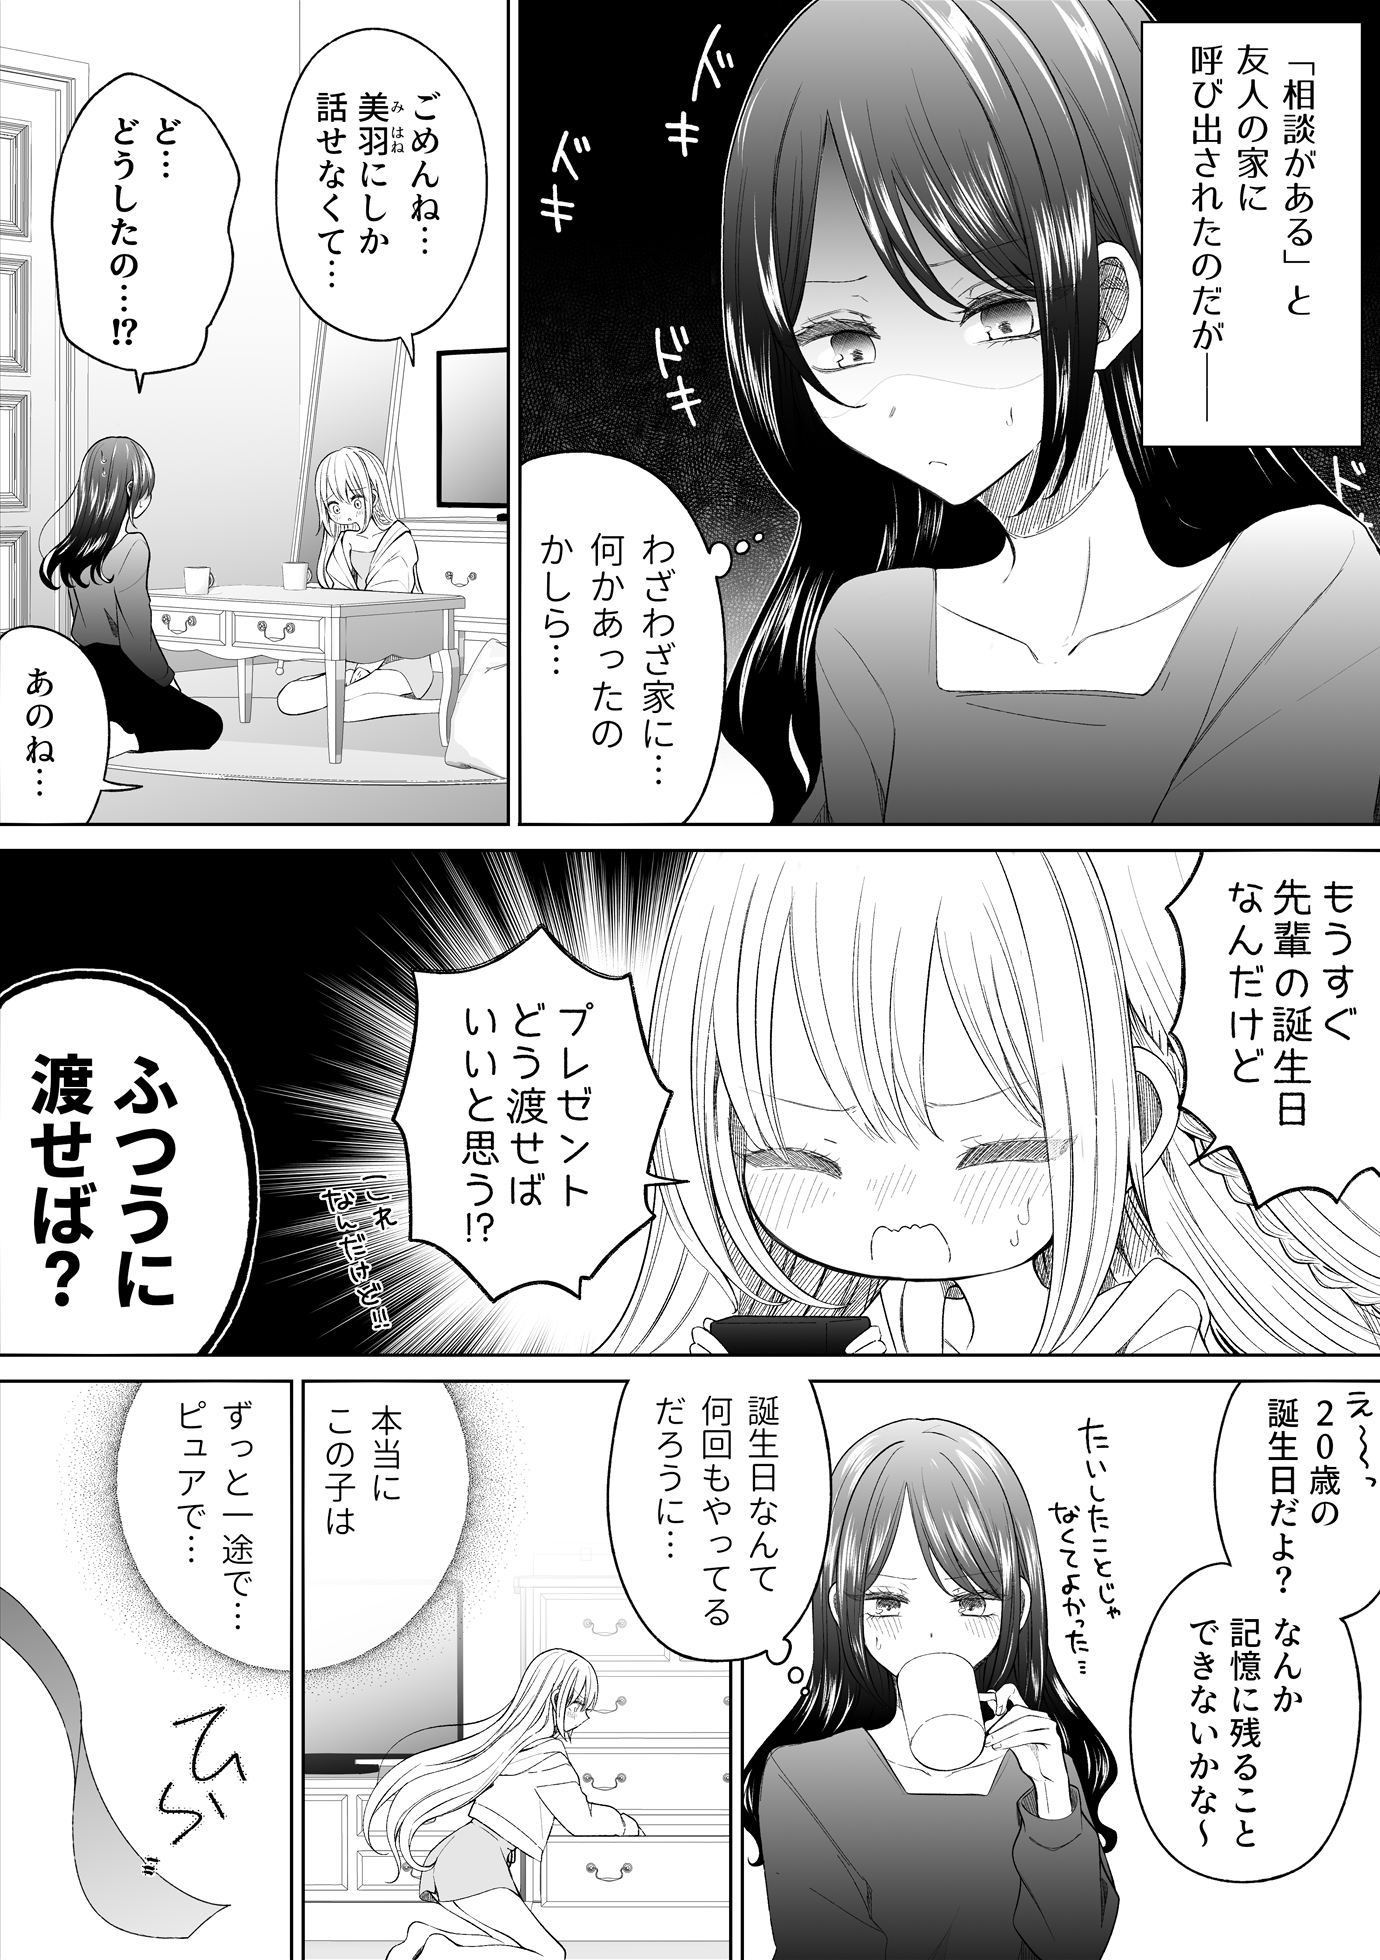 「相談がある」と
友人の家に
呼び出されたのだが――
ドキ
ドキ
ドキ
ドキ
わざわざ家に…
何かあったの
かしら…
ごめんね…
美羽にしか
みはね
話せなくて…
ど…
どうしたの…!?
あのね…
もうすぐ
先輩の誕生日
なんだけど
プレゼント
どう渡せば
いいと思う!?
これ
なんだけど!!!
ふつうに
渡せば?
え〜〜っ
20歳の
誕生日だよ?
なんか
記憶に残ること
できないかな〜
たいしたことじゃ
なくてよかった…
誕生日なんて
何回もやってる
だろうに…
本当に
この子は
ずっと一途で…
ピュアで…
ひら